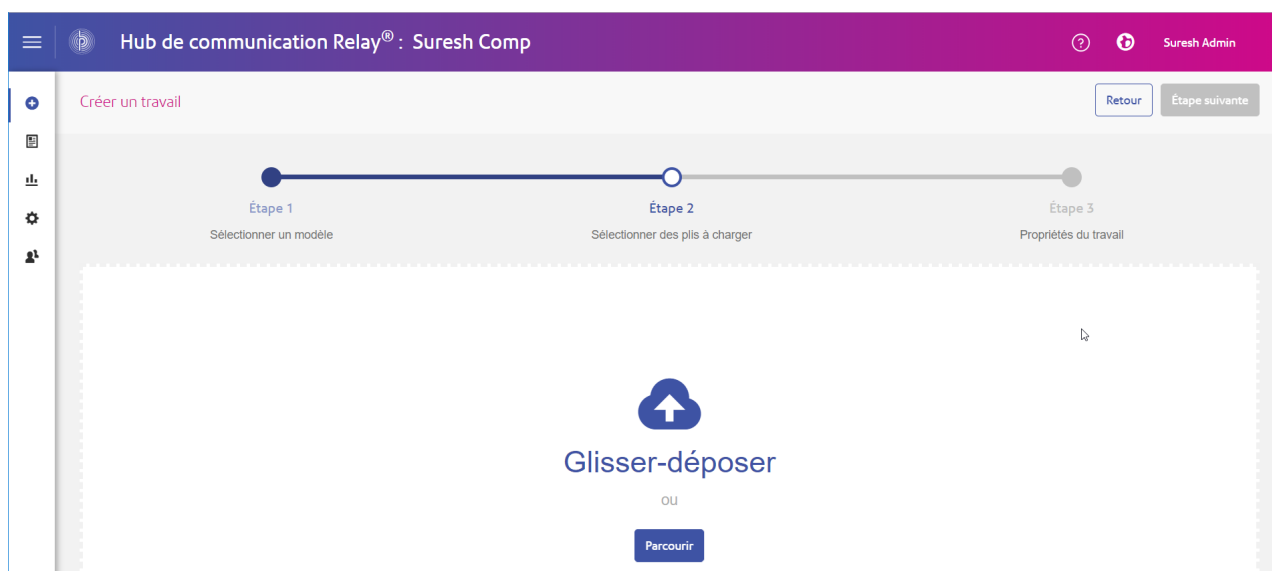 Hub de communication Relay® : Suresh Comp
? Suresh Admin
Créer un travail
Retour
Étape suivante
Étape 1
Étape 2
Étape 3
Sélectionner un modèle
Sélectionner des plis à charger
Propriétés du travail
Glisser-déposer
ou
Parcourir